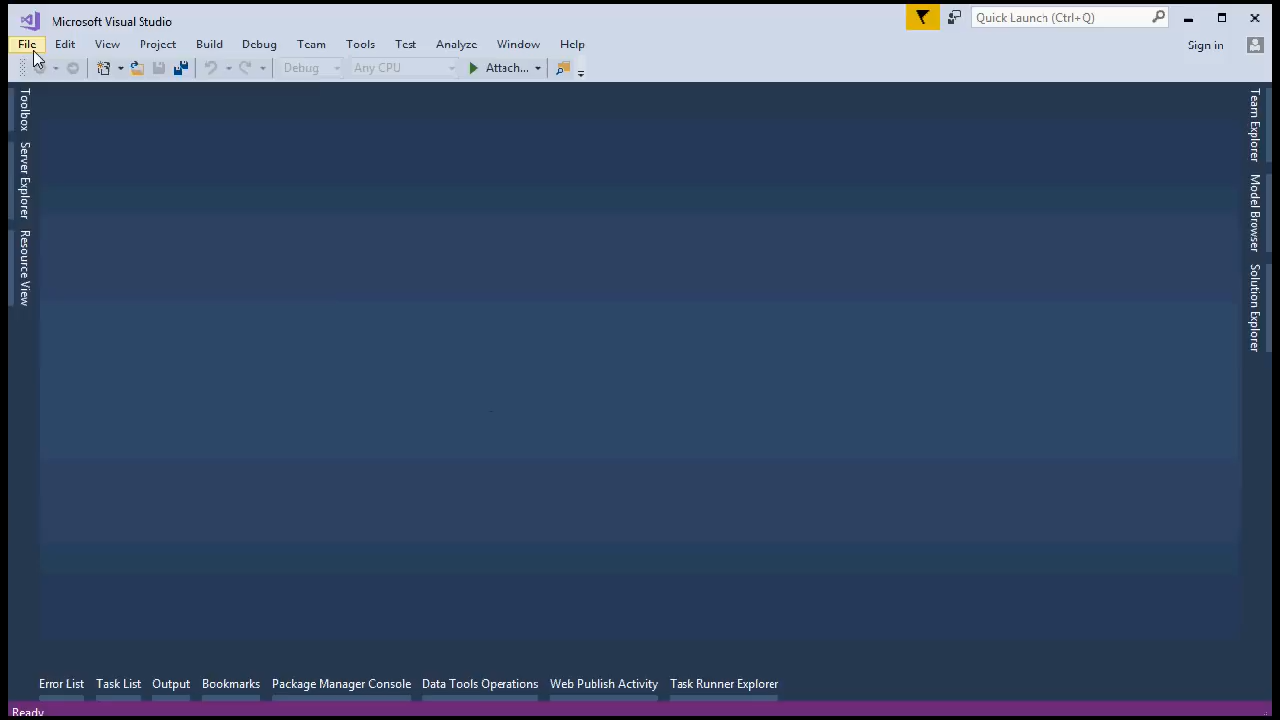 Microsoft Visual Studio
Quick Launch (Ctrl+Q)
File Edit View Project Build Debug Team Tools Test Analyze Window Help
Sign in
Debug Any CPU Attach...
Toolbox
Server Explorer
Resource View
Team Explorer
Model Browser
Solution Explorer
Error List Task List Output Bookmarks Package Manager Console Data Tools Operations Web Publish Activity Task Runner Explorer
Ready